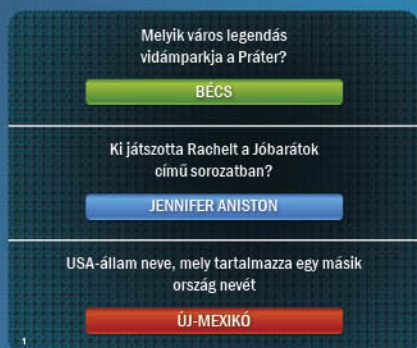 Melyik város legendás
vidámparkja a Práter?
BÉCS
Ki játszotta Rachelt a Jóbarátok
című sorozatban?
JENNIFER ANISTON
USA-állam neve, mely tartalmazza egy másik
ország nevét
ÚJ-MEXIKÓ
1